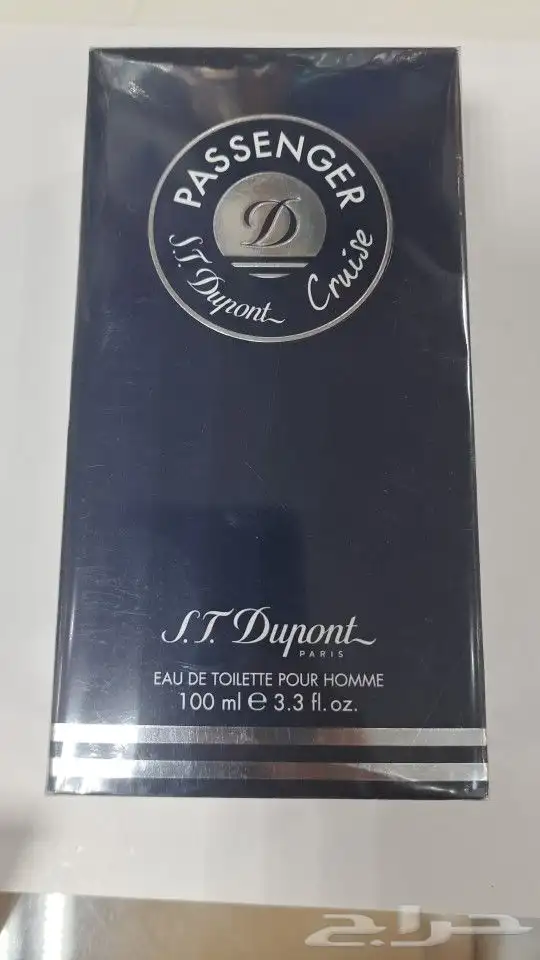 PASSENGER
D
S.T. Dupont
Cruise
S.T. Dupont
PARIS
EAU DE TOILETTE POUR HOMME
100 ml ℮ 3.3 fl. oz.
حراج